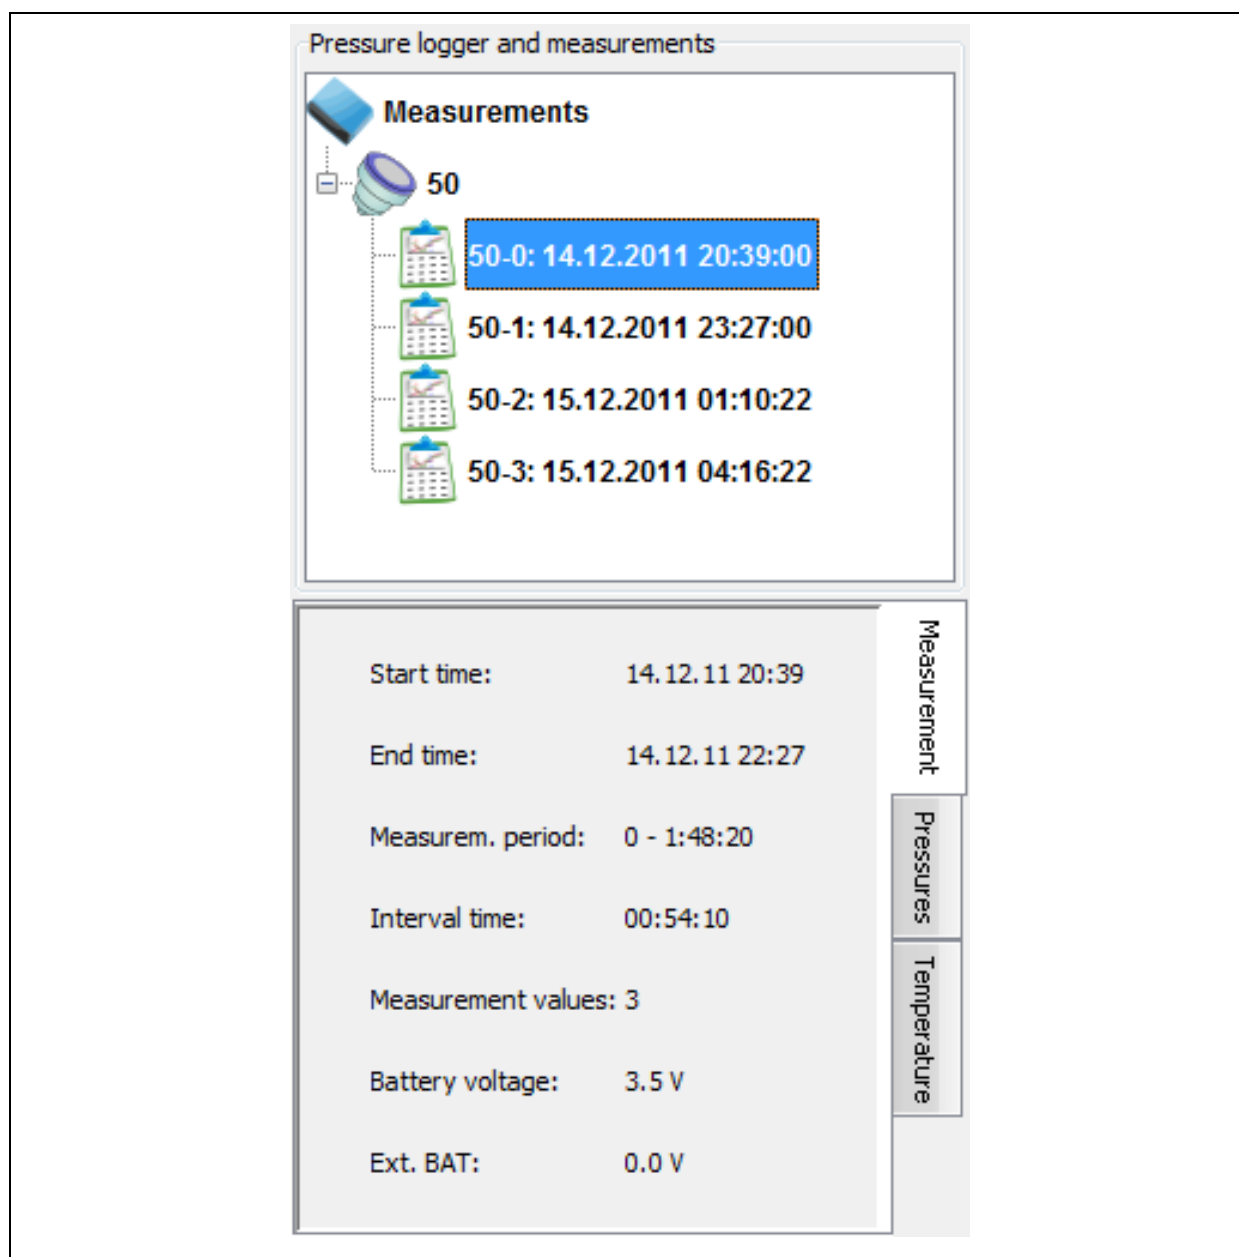 Pressure logger and measurements
Measurements
50
50-0: 14.12.2011 20:39:00
50-1: 14.12.2011 23:27:00
50-2: 15.12.2011 01:10:22
50-3: 15.12.2011 04:16:22
Measurement
Pressures
Temperature
Start time: 14.12.11 20:39
End time: 14.12.11 22:27
Measurem. period: 0 - 1:48:20
Interval time: 00:54:10
Measurement values: 3
Battery voltage: 3.5 V
Ext. BAT: 0.0 V